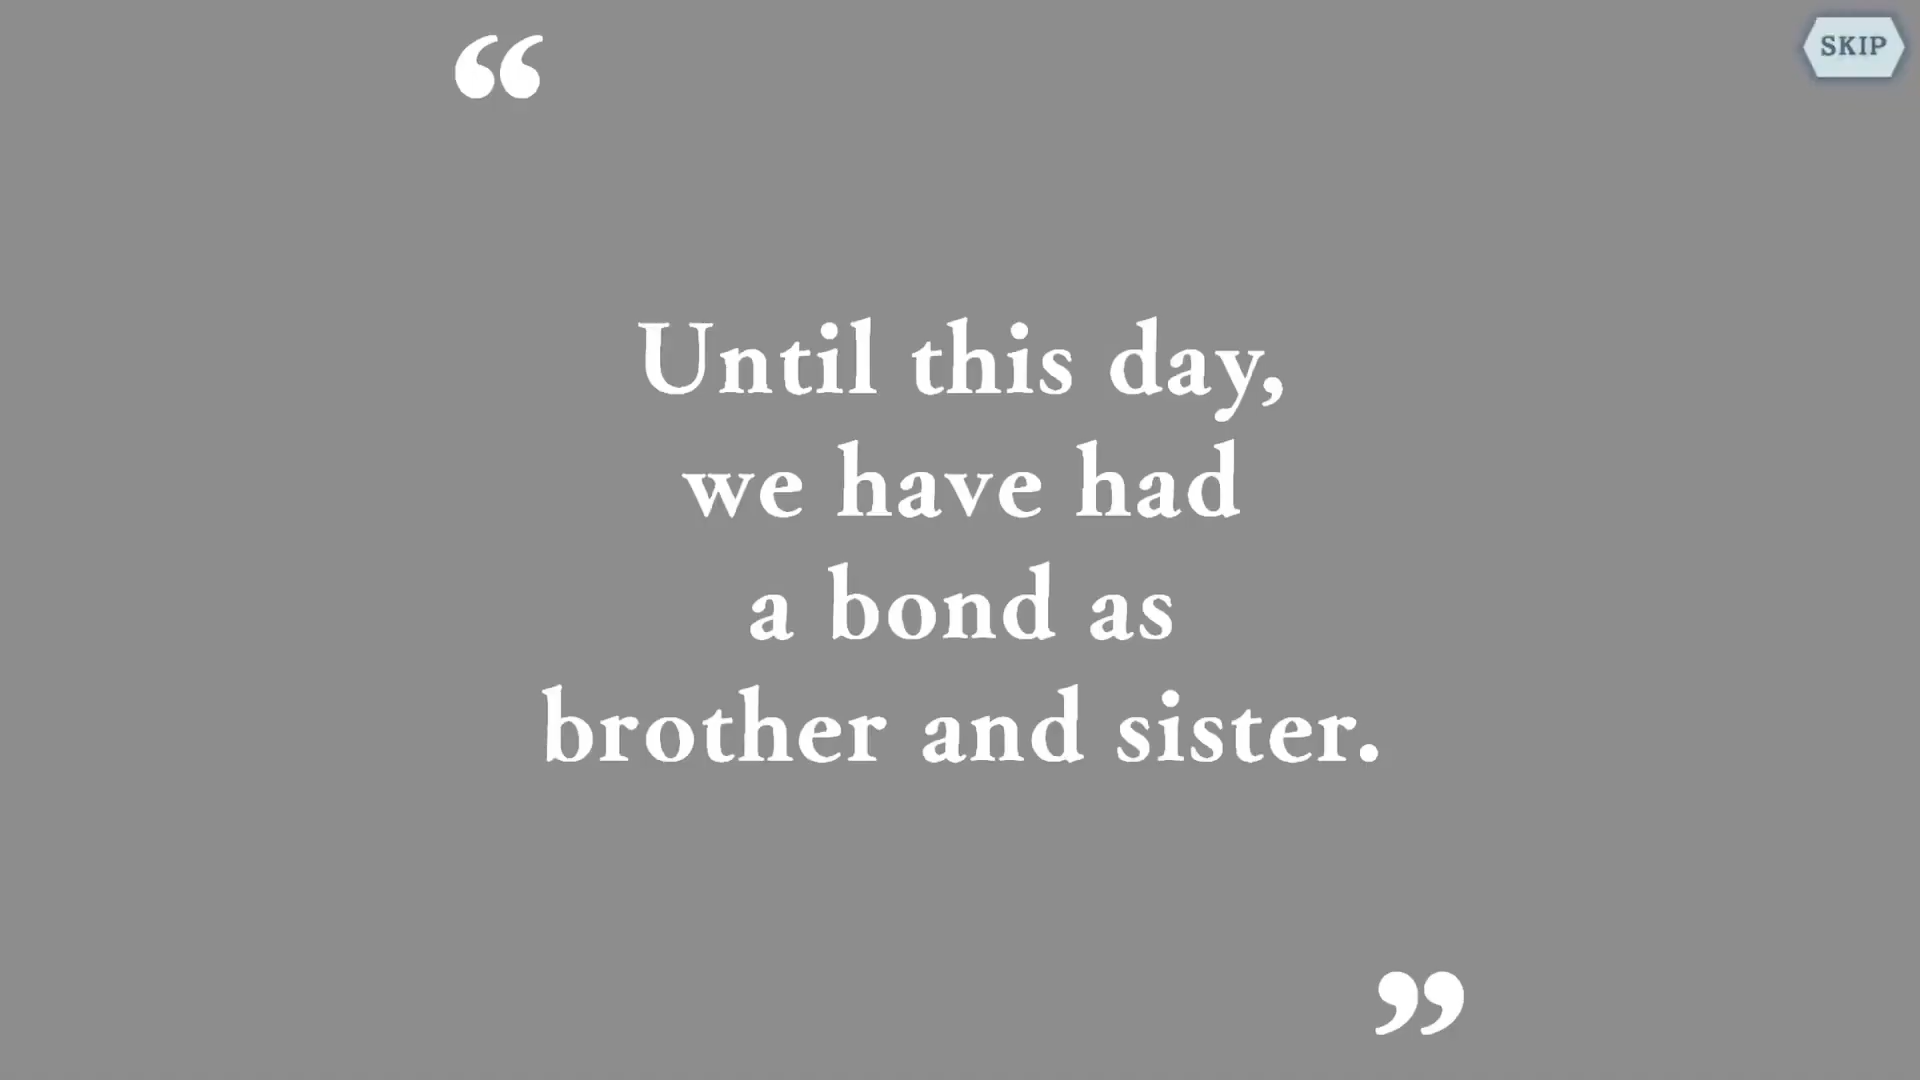 “
SKIP
Until this day,
we have had
a bond as
brother and sister.
”